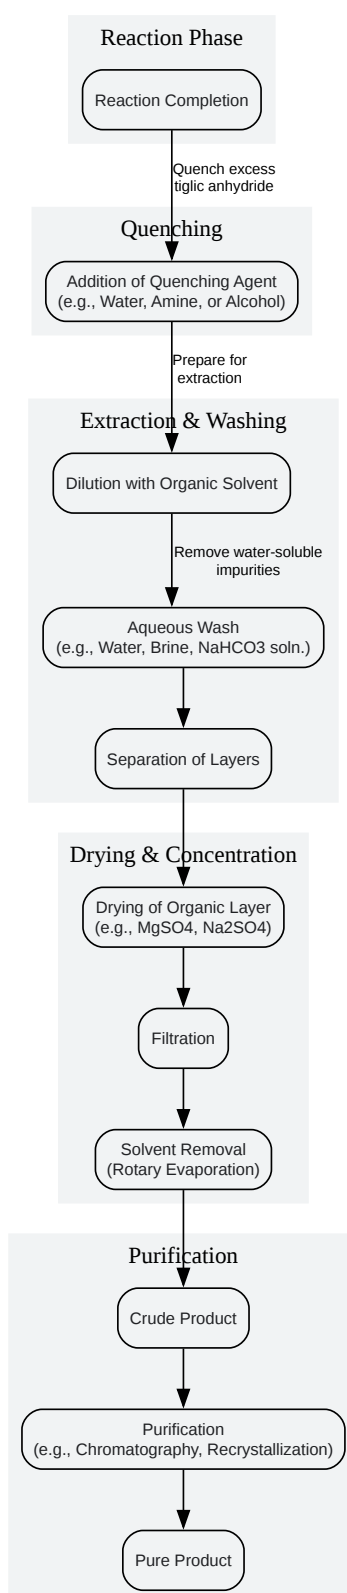 Reaction Phase
Reaction Completion
Quench excess
tiglic anhydride
Quenching
Addition of Quenching Agent
(e.g., Water, Amine, or Alcohol)
Prepare for
extraction
Extraction & Washing
Dilution with Organic Solvent
Remove water-soluble
impurities
Aqueous Wash
(e.g., Water, Brine, NaHCO3 soln.)
Separation of Layers
Drying & Concentration
Drying of Organic Layer
(e.g., MgSO4, Na2SO4)
Filtration
Solvent Removal
(Rotary Evaporation)
Purification
Crude Product
Purification
(e.g., Chromatography, Recrystallization)
Pure Product